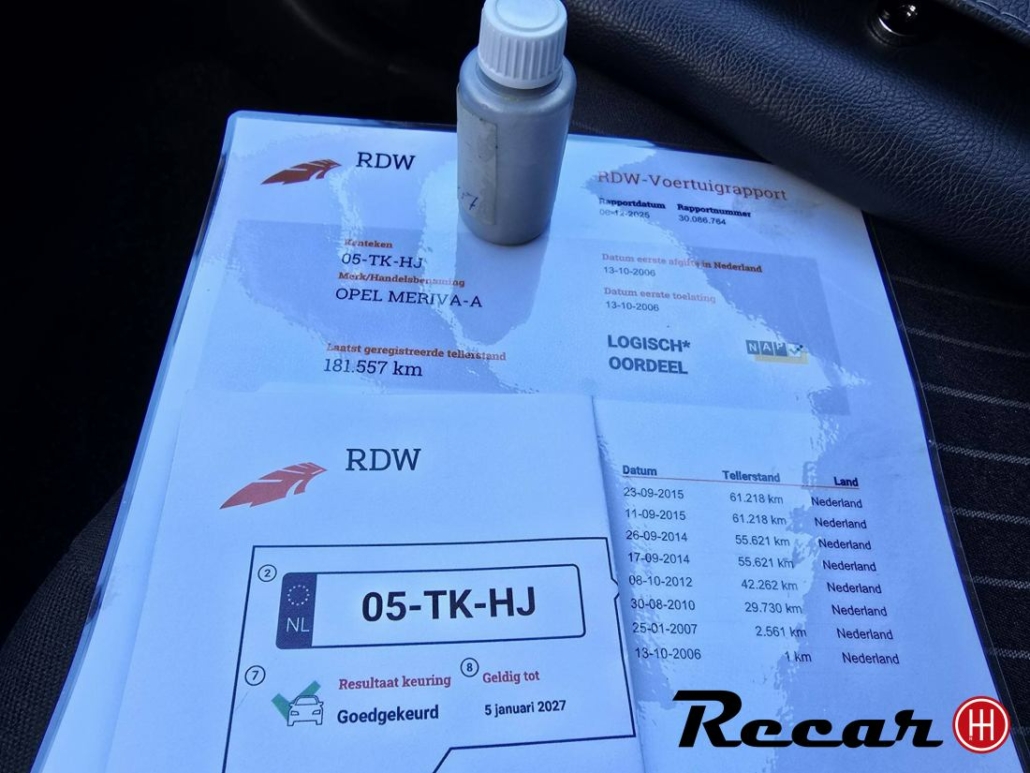 RDW
RDW-Voertuigrapport
Rapportdatum Rapportnummer
30.086.764
Kenteken
05-TK-HJ
Merk/Handelsbenaming
OPEL MERIVA-A
Datum eerste afgifte in Nederland
13-10-2006
Datum eerste toelating
13-10-2006
Laatst geregistreerde tellerstand
181.557 km
LOGISCH*
OORDEEL
NAP
RDW
Datum Tellerstand Land
23-09-2015 61.218 km Nederland
11-09-2015 61.218 km Nederland
26-09-2014 55.621 km Nederland
17-09-2014 55.621 km Nederland
08-10-2012 42.262 km Nederland
30-08-2010 29.730 km Nederland
25-01-2007 2.561 km Nederland
13-10-2006 1 km Nederland
2
NL 05-TK-HJ
7 Resultaat keuring
Goedgekeurd
8 Geldig tot
5 januari 2027
Recar